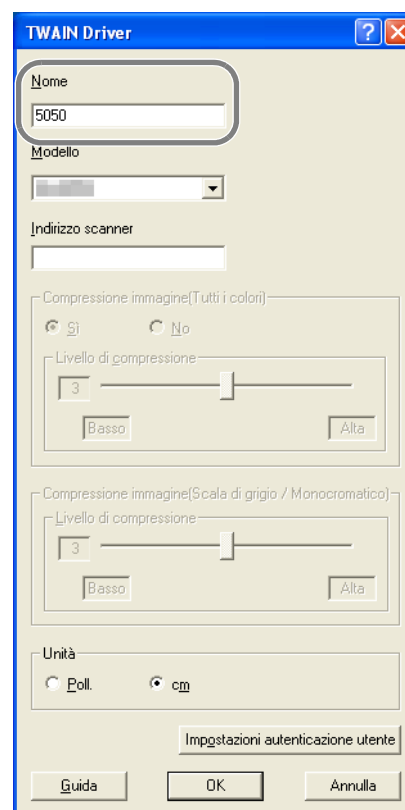 TWAIN Driver
Nome
5050
Modello
Indirizzo scanner
Compressione immagine(Tutti i colori)
Sì No
Livello di compressione
3
Basso Alta
Compressione immagine(Scala di grigio / Monocromatico)
Livello di compressione
3
Basso Alta
Unità
Poll. cm
Impostazioni autenticazione utente
Guida OK Annulla